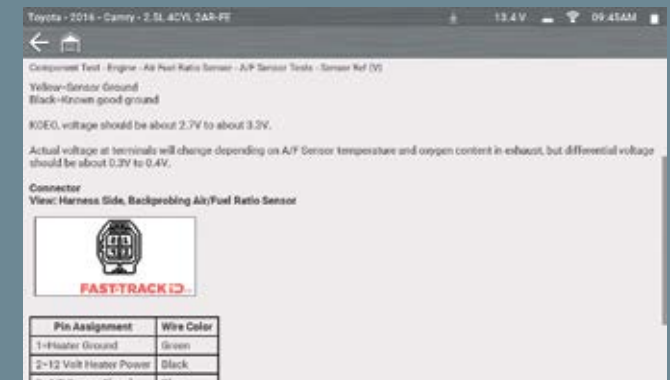 Toyota - 2016 - Camry - 2.5L 4CYL 2AR-FE 13.4 V 09:45AM
Component Test - Engine - Air Fuel Ratio Sensor - A/F Sensor Tests - Sensor Ref (V)
Yellow=Sensor Ground
Black=Known good ground
KOEO, voltage should be about 2.7V to about 3.3V.
Actual voltage at terminals will change depending on A/F Sensor temperature and oxygen content in exhaust, but differential voltage
should be about 0.3V to 0.4V.
Connector
View: Harness Side, Backprobing Air/Fuel Ratio Sensor
FAST-TRACK iD
Pin Assignment Wire Color
1=Heater Ground Green
2=12 Volt Heater Power Black